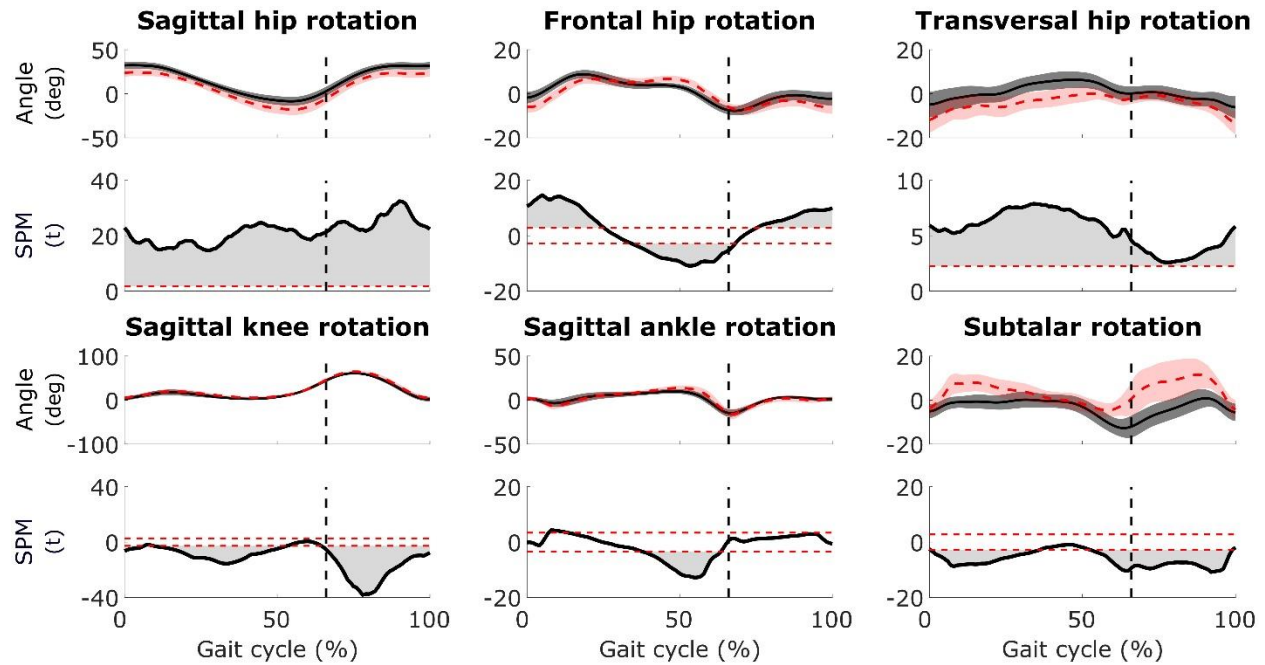 Sagittal hip rotation
Frontal hip rotation
Transversal hip rotation
Angle
(deg)
50
0
-50
20
0
-20
20
0
-20
SPM
(t)
40
20
0
20
0
-20
10
5
0
Sagittal knee rotation
Sagittal ankle rotation
Subtalar rotation
Angle
(deg)
100
0
-100
50
0
-50
20
0
-20
SPM
(t)
40
0
-40
20
0
-20
20
0
-20
0 50 100
0 50 100
0 50 100
Gait cycle (%)
Gait cycle (%)
Gait cycle (%)